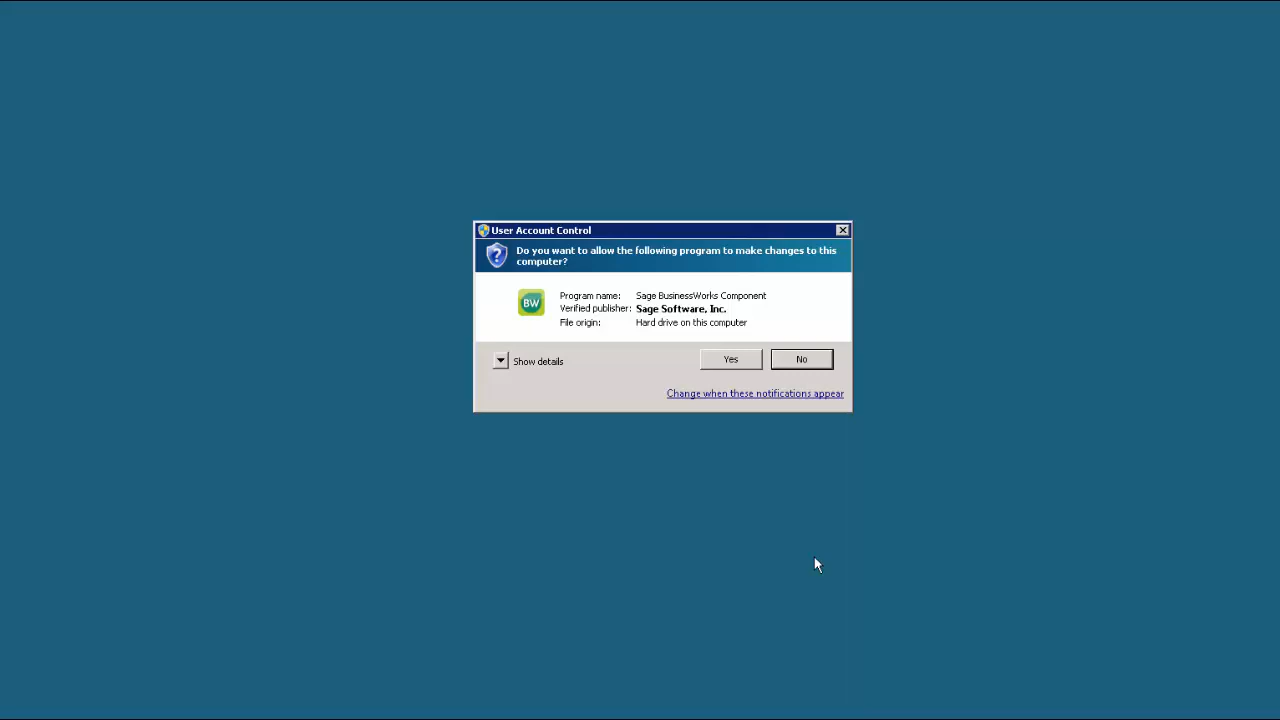 User Account Control
Do you want to allow the following program to make changes to this
computer?
BW
Program name: Sage BusinessWorks Component
Verified publisher: Sage Software, Inc.
File origin: Hard drive on this computer
Show details
Yes
No
Change when these notifications appear